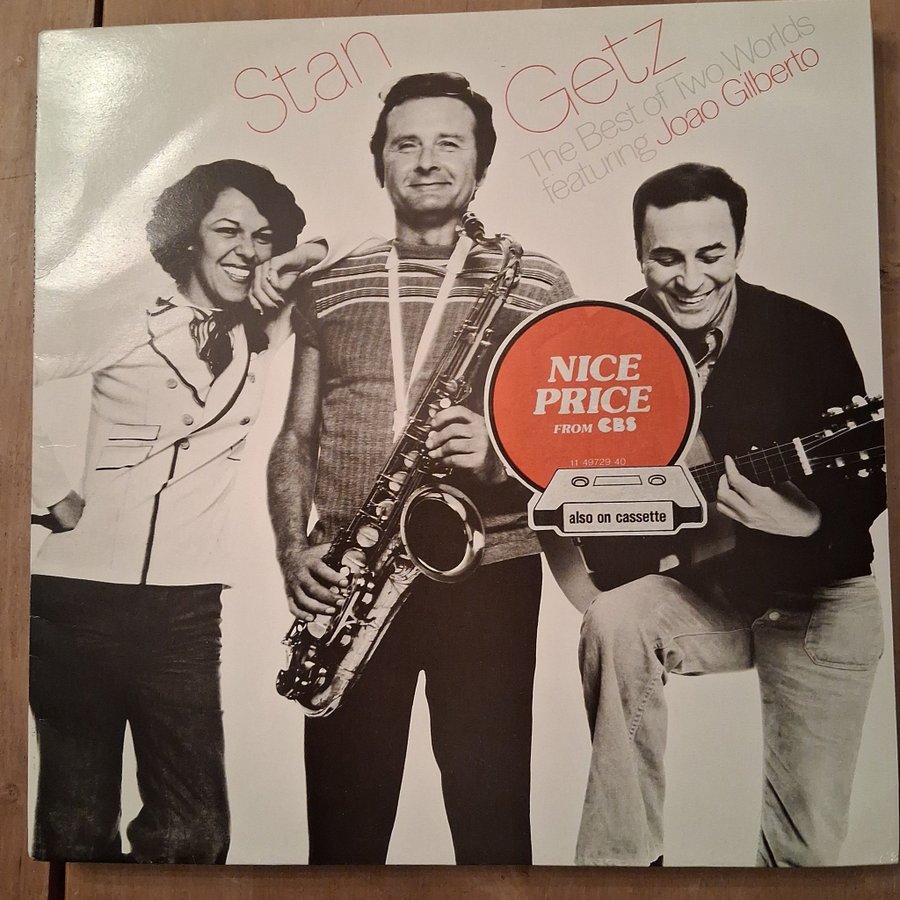 Stan Getz
The Best of Two Worlds
featuring Joao Gilberto
NICE
PRICE
FROM CBS
11 49729 40
also on cassette